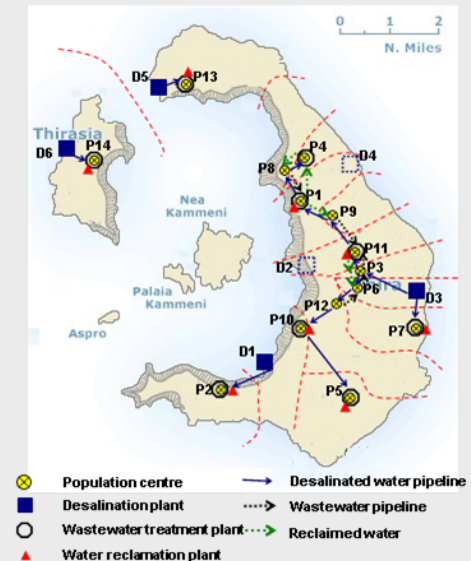 0 2 4
N. Miles
D5
P13
Thirasia
D6
P14
P4
P8
D4
P1
P9
Nea
Kammeni
P11
D2
P3
Palaia
Kammeni
P6
D3
P12
Aspro
P10
P7
D1
P2
P5
Population centre
Desalinated water pipeline
Desalination plant
Wastewater pipeline
Wastewater treatment plant
Reclaimed water
Water reclamation plant